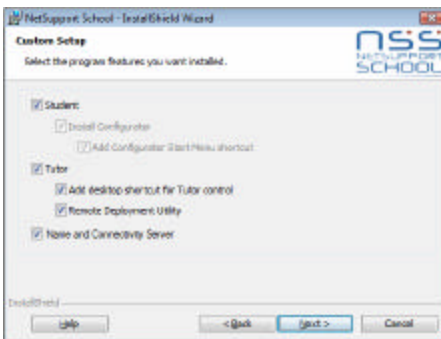 NetSupport School - InstallShield Wizard
Custom Setup
Select the program features you want installed.
nss
NETSUPPORT
SCHOOL
Student
Install Configurator
Add Configurator Start Menu shortcut
Tutor
Add desktop shortcut for Tutor control
Remote Deployment Utility
Name and Connectivity Server
InstallShield
Help
< Back
Next >
Cancel